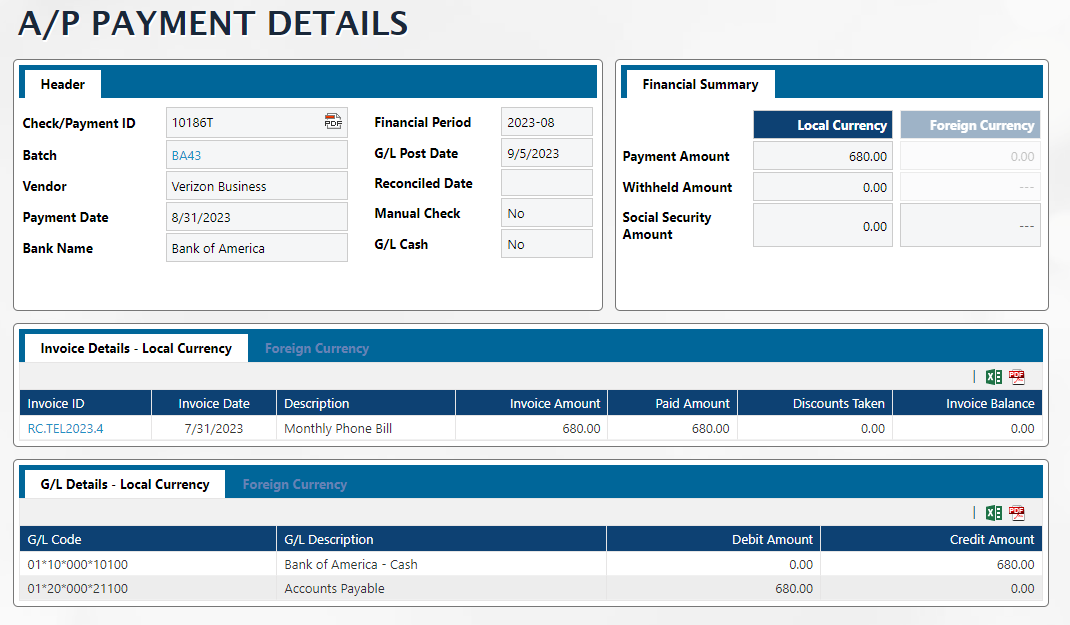 A/P PAYMENT DETAILS
Header
Check/Payment ID 10186T PDF
Batch BA43
Vendor Verizon Business
Payment Date 8/31/2023
Bank Name Bank of America
Financial Period 2023-08
G/L Post Date 9/5/2023
Reconciled Date
Manual Check No
G/L Cash No
Financial Summary
Local Currency Foreign Currency
Payment Amount 680.00 0.00
Withheld Amount 0.00 ---
Social Security
Amount 0.00 ---
Invoice Details - Local Currency Foreign Currency
| X PDF
Invoice ID Invoice Date Description Invoice Amount Paid Amount Discounts Taken Invoice Balance
RC.TEL2023.4 7/31/2023 Monthly Phone Bill 680.00 680.00 0.00 0.00
G/L Details - Local Currency Foreign Currency
| X PDF
G/L Code G/L Description Debit Amount Credit Amount
01*10*000*10100 Bank of America - Cash 0.00 680.00
01*20*000*21100 Accounts Payable 680.00 0.00